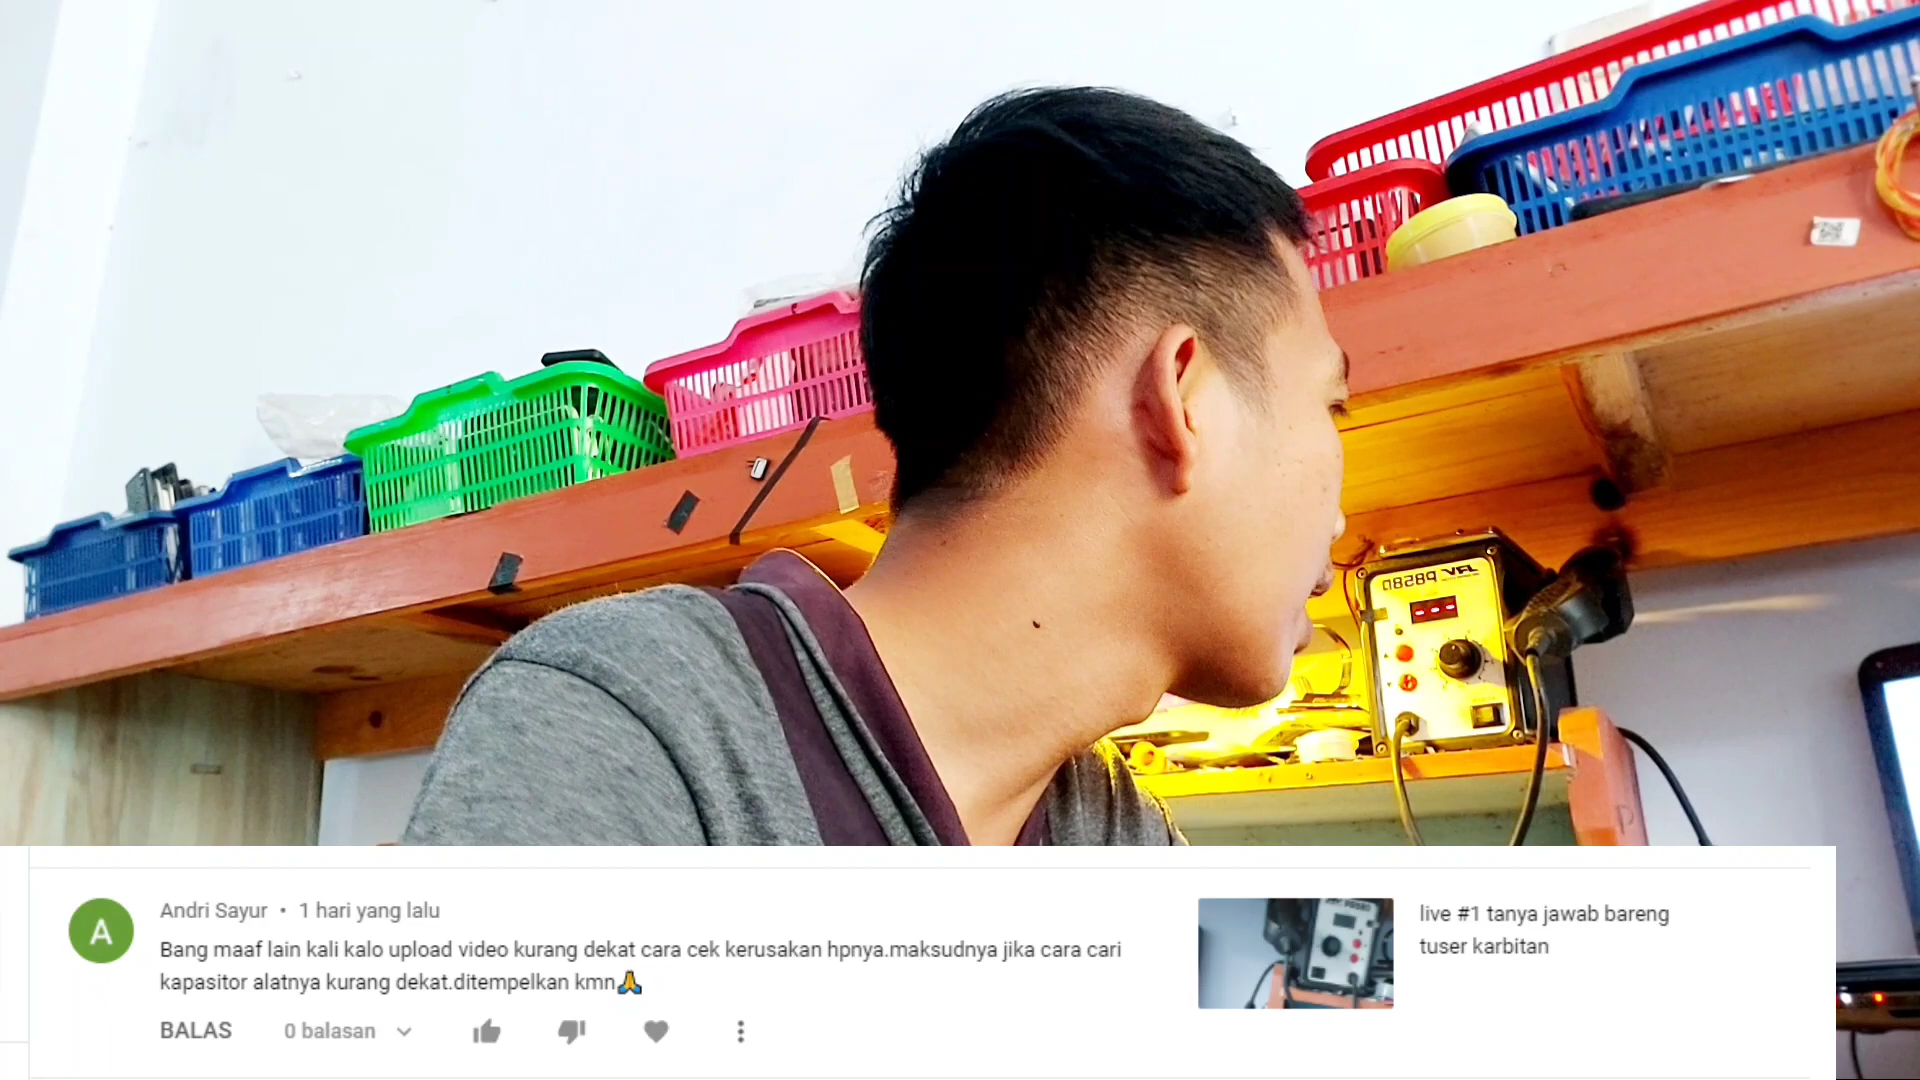 JFV 8528D
Andri Sayur • 1 hari yang lalu
Bang maaf lain kali kalo upload video kurang dekat cara cek kerusakan hpnya.maksudnya jika cara cari
kapasitor alatnya kurang dekat.ditempelkan kmn🙏
BALAS 0 balasan
live #1 tanya jawab bareng
tuser karbitan